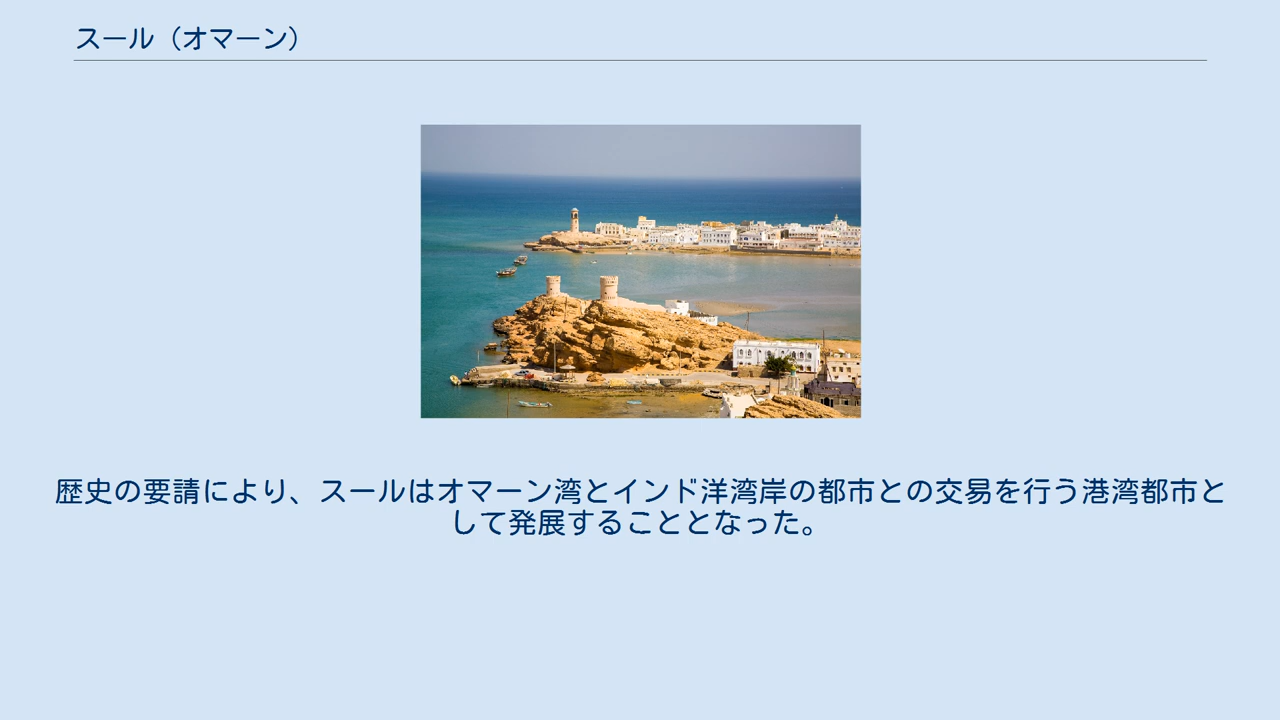 スール（オマーン）
歴史の要請により、スールはオマーン湾とインド洋湾岸の都市との交易を行う港湾都市と
して発展することとなった。